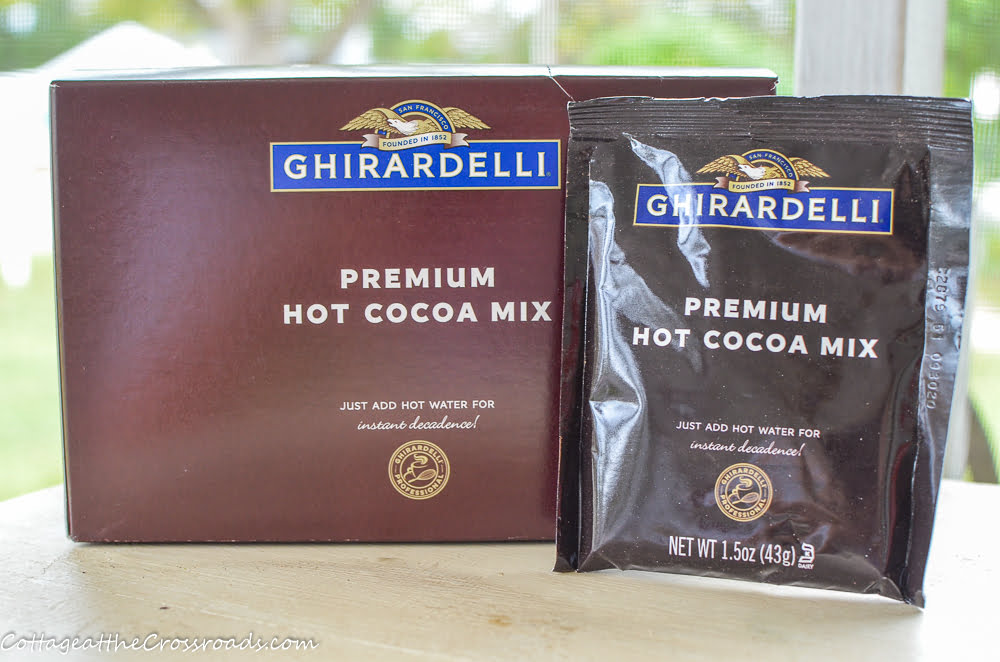 SAN FRANCISCO
FOUNDED IN 1852
GHIRARDELLI
PREMIUM
HOT COCOA MIX
JUST ADD HOT WATER FOR
instant decadence!
GHIRARDELLI
PROFESSIONAL
SAN FRANCISCO
FOUNDED IN 1852
GHIRARDELLI
PREMIUM
HOT COCOA MIX
JUST ADD HOT WATER FOR
instant decadence!
GHIRARDELLI
PROFESSIONAL
NET WT 1.5oz (43g)
DAIRY
CottageattheCrossroads.com